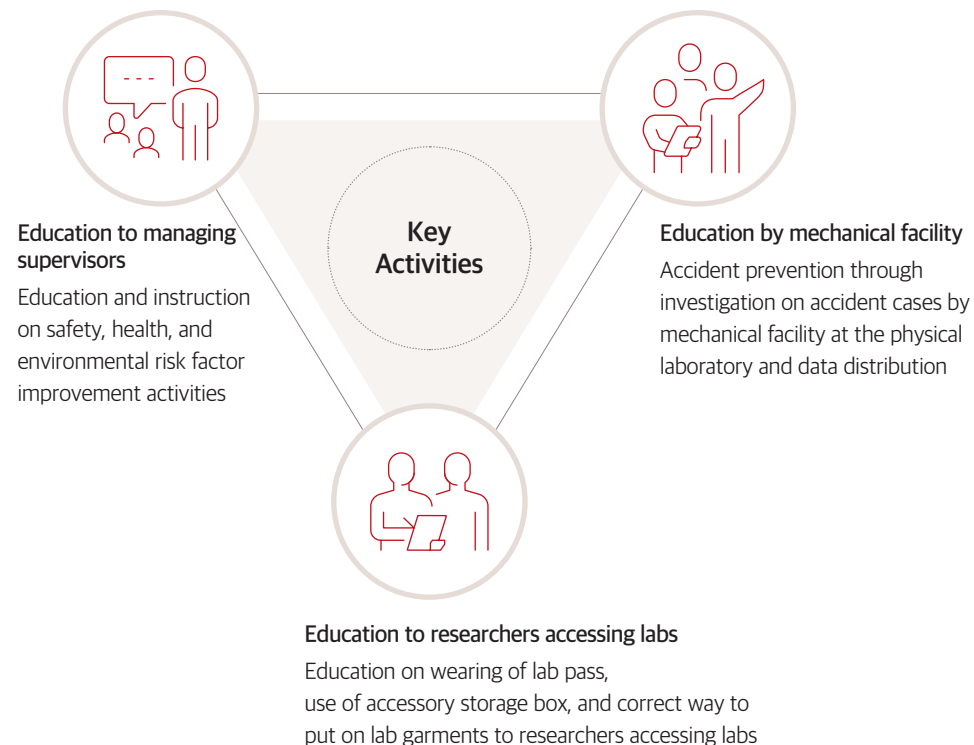 Key
Activities
Education to managing
supervisors
Education and instruction
on safety, health, and
environmental risk factor
improvement activities
Education by mechanical facility
Accident prevention through
investigation on accident cases by
mechanical facility at the physical
laboratory and data distribution
Education to researchers accessing labs
Education on wearing of lab pass,
use of accessory storage box, and correct way to
put on lab garments to researchers accessing labs